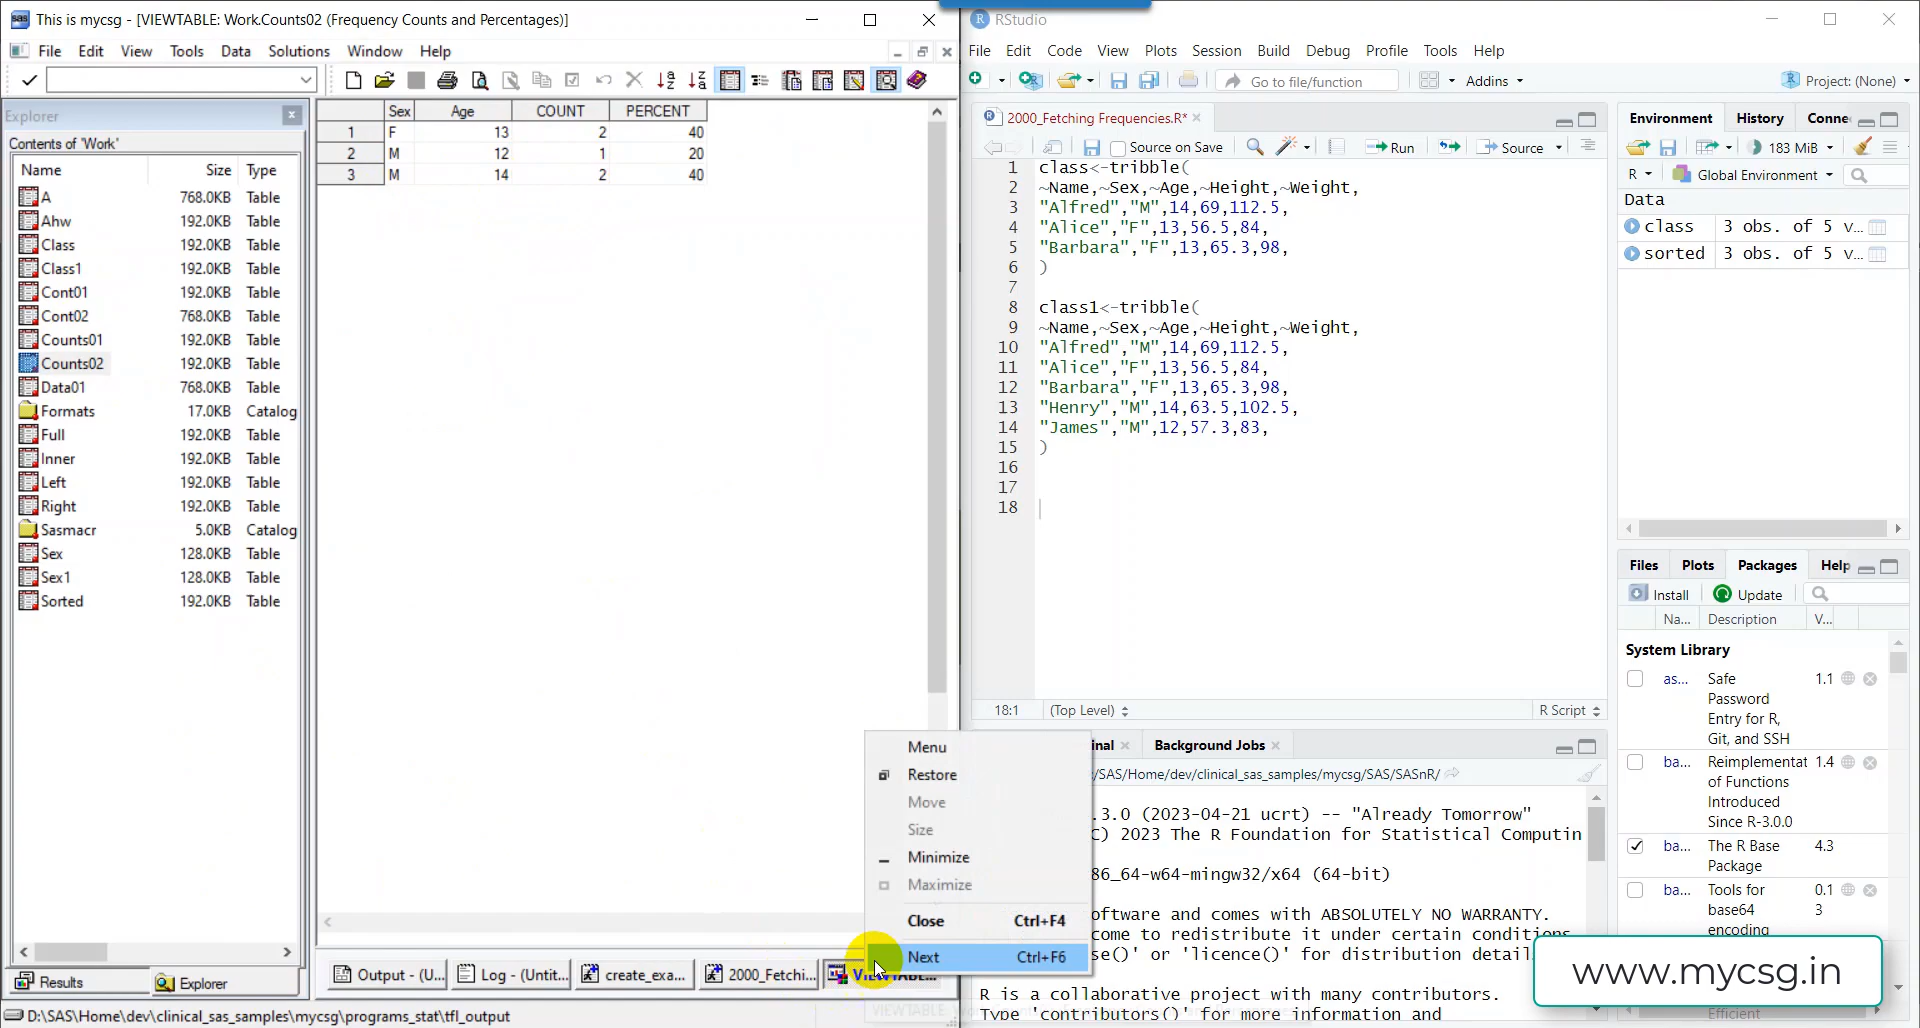 This is mycsg - [VIEWTABLE: Work.Counts02 (Frequency Counts and Percentages)]
File Edit View Tools Data Solutions Window Help
Explorer
Contents of 'Work'
Name Size Type
A 768.0KB Table
Ahw 192.0KB Table
Class 192.0KB Table
Class1 192.0KB Table
Cont01 192.0KB Table
Cont02 768.0KB Table
Counts01 192.0KB Table
Counts02 192.0KB Table
Data01 768.0KB Table
Formats 17.0KB Catalog
Full 192.0KB Table
Inner 192.0KB Table
Left 192.0KB Table
Right 192.0KB Table
Sasmacr 5.0KB Catalog
Sex 128.0KB Table
Sex1 128.0KB Table
Sorted 192.0KB Table
Results Explorer
Sex Age COUNT PERCENT
1 F 13 2 40
2 M 12 1 20
3 M 14 2 40
Menu
Restore
Move
Size
Minimize
Maximize
Close Ctrl+F4
Next Ctrl+F6
Output - (U... Log - (Untit... create_exa... 2000_Fetchi...
D:\SAS\Home\dev\clinical_sas_samples\mycsg\programs_stat\tfl_output
RStudio
File Edit Code View Plots Session Build Debug Profile Tools Help
Go to file/function Addins Project: (None)
2000_Fetching Frequencies.R*
Source on Save Run Source
1 class<-tribble(
2 ~Name,~Sex,~Age,~Height,~Weight,
3 "Alfred","M",14,69,112.5,
4 "Alice","F",13,56.5,84,
5 "Barbara","F",13,65.3,98,
6 )
7
8 class1<-tribble(
9 ~Name,~Sex,~Age,~Height,~Weight,
10 "Alfred","M",14,69,112.5,
11 "Alice","F",13,56.5,84,
12 "Barbara","F",13,65.3,98,
13 "Henry","M",14,63.5,102.5,
14 "James","M",12,57.3,83,
15 )
16
17
18
18:1 (Top Level) R Script
inal Background Jobs
/SAS/Home/dev/clinical_sas_samples/mycsg/SAS/SASnR/
.3.0 (2023-04-21 ucrt) -- "Already Tomorrow"
C) 2023 The R Foundation for Statistical Computin
86_64-w64-mingw32/x64 (64-bit)
oftware and comes with ABSOLUTELY NO WARRANTY.
come to redistribute it under certain conditions
se()' or 'licence()' for distribution detail
R is a collaborative project with many contributors.
Type 'contributors()' for more information and
Environment History Conne
183 MiB
R Global Environment
Data
class 3 obs. of 5 v...
sorted 3 obs. of 5 v...
Files Plots Packages Help
Install Update
Na... Description V...
System Library
as... Safe Password Entry for R, Git, and SSH 1.1
ba... Reimplementat of Functions Introduced Since R-3.0.0 1.4
ba... The R Base Package 4.3
ba... Tools for base64 encoding 0.1 3
Efficient
www.mycsg.in